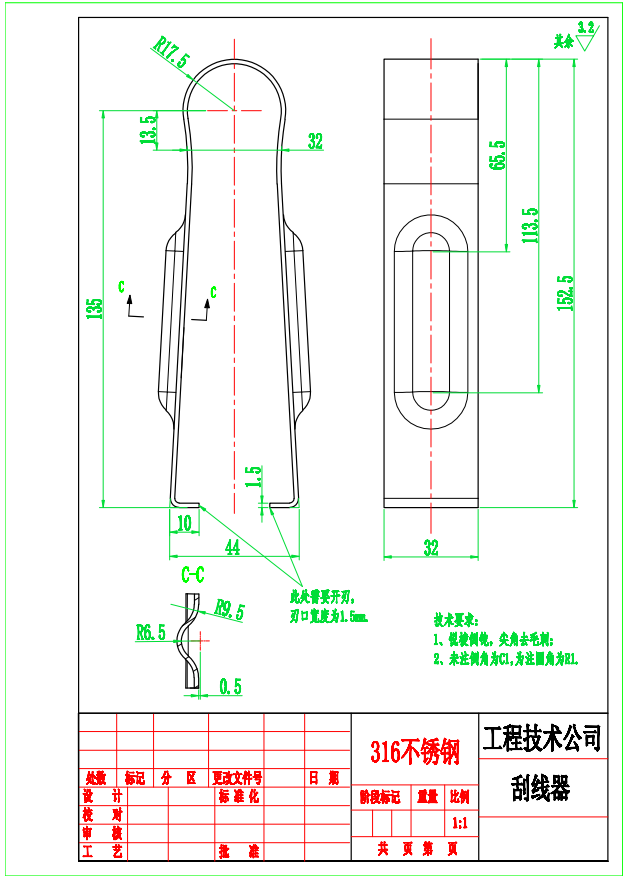 其余 3.2
R17.5
13.5
32
65.5
113.5
C
C
135
152.5
1.5
10
44
32
C-C
此处需要开刃,
刃口宽度为1.5mm.
R9.5
R6.5
0.5
技术要求:
1、锐棱倒钝,尖角去毛刺;
2、未注倒角为C1,为注圆角为R1.
316不锈钢
工程技术公司
处数 标记 分 区 更改文件号 日 期
设 计 标准化
阶段标记 重量 比例
刮线器
校 对
1:1
审 核
工 艺 批 准
共 页 第 页